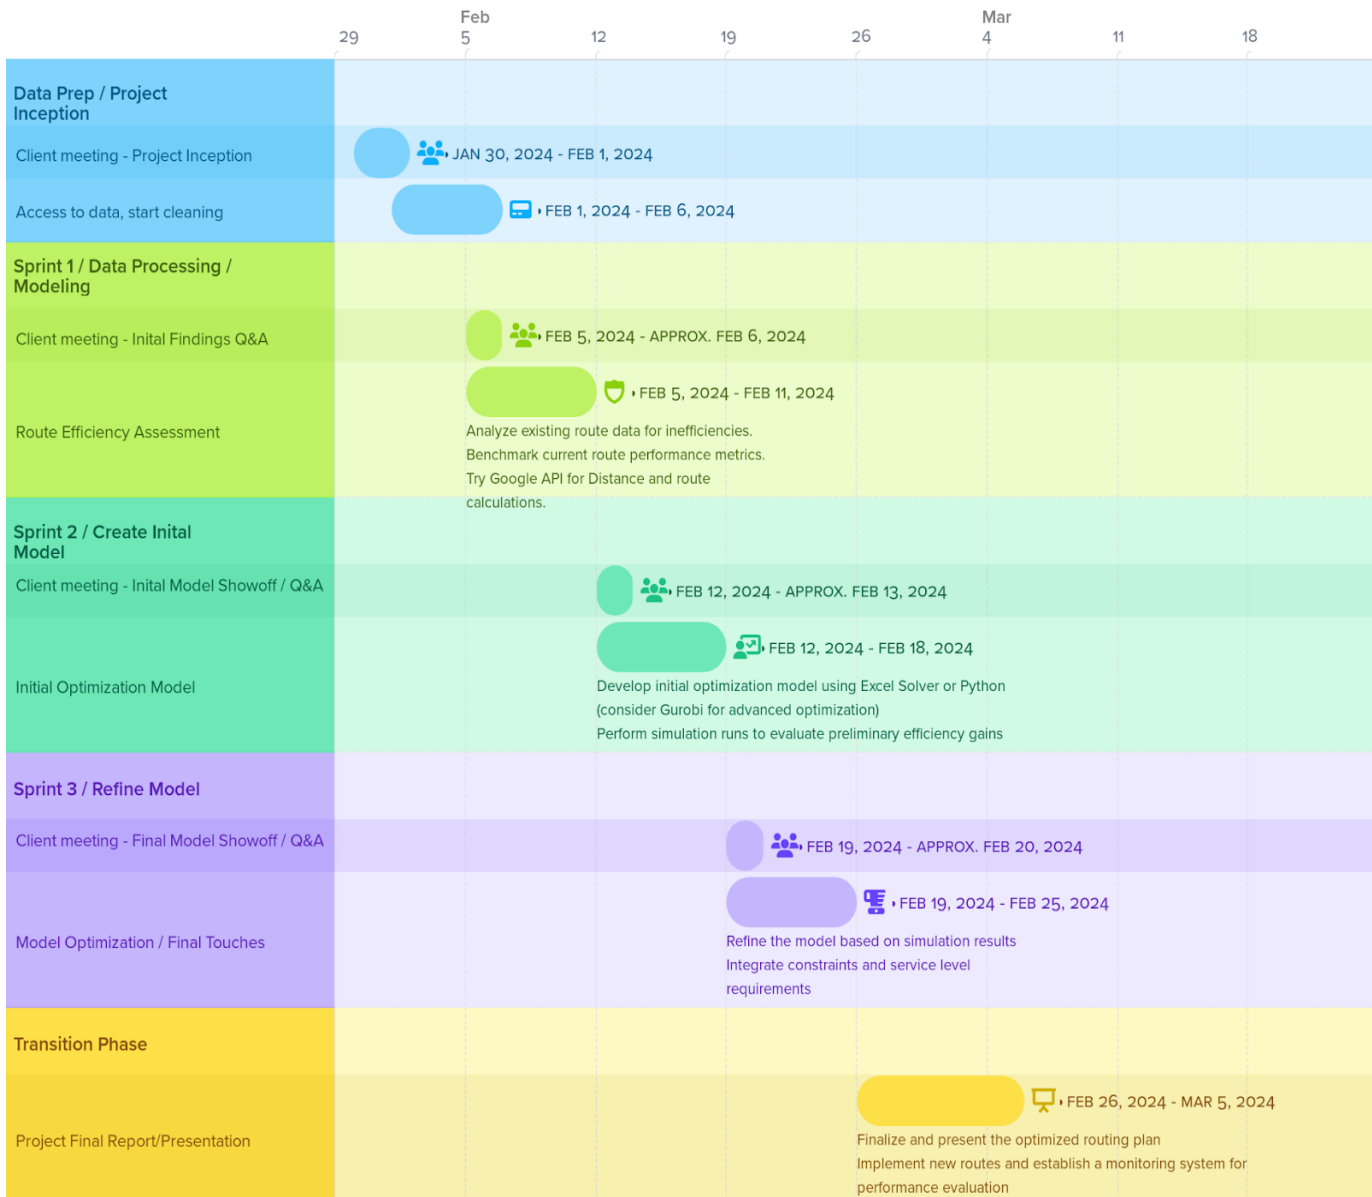 Feb
Mar
29
5
12
19
26
4
11
18
Data Prep / Project
Inception
Client meeting - Project Inception
JAN 30, 2024 - FEB 1, 2024
Access to data, start cleaning
FEB 1, 2024 - FEB 6, 2024
Sprint 1 / Data Processing /
Modeling
Client meeting - Inital Findings Q&A
FEB 5, 2024 - APPROX. FEB 6, 2024
Route Efficiency Assessment
FEB 5, 2024 - FEB 11, 2024
Analyze existing route data for inefficiencies.
Benchmark current route performance metrics.
Try Google API for Distance and route
calculations.
Sprint 2 / Create Inital
Model
Client meeting - Inital Model Showoff / Q&A
FEB 12, 2024 - APPROX. FEB 13, 2024
Initial Optimization Model
FEB 12, 2024 - FEB 18, 2024
Develop initial optimization model using Excel Solver or Python
(consider Gurobi for advanced optimization)
Perform simulation runs to evaluate preliminary efficiency gains
Sprint 3 / Refine Model
Client meeting - Final Model Showoff / Q&A
FEB 19, 2024 - APPROX. FEB 20, 2024
Model Optimization / Final Touches
FEB 19, 2024 - FEB 25, 2024
Refine the model based on simulation results
Integrate constraints and service level
requirements
Transition Phase
Project Final Report/Presentation
FEB 26, 2024 - MAR 5, 2024
Finalize and present the optimized routing plan
Implement new routes and establish a monitoring system for
performance evaluation